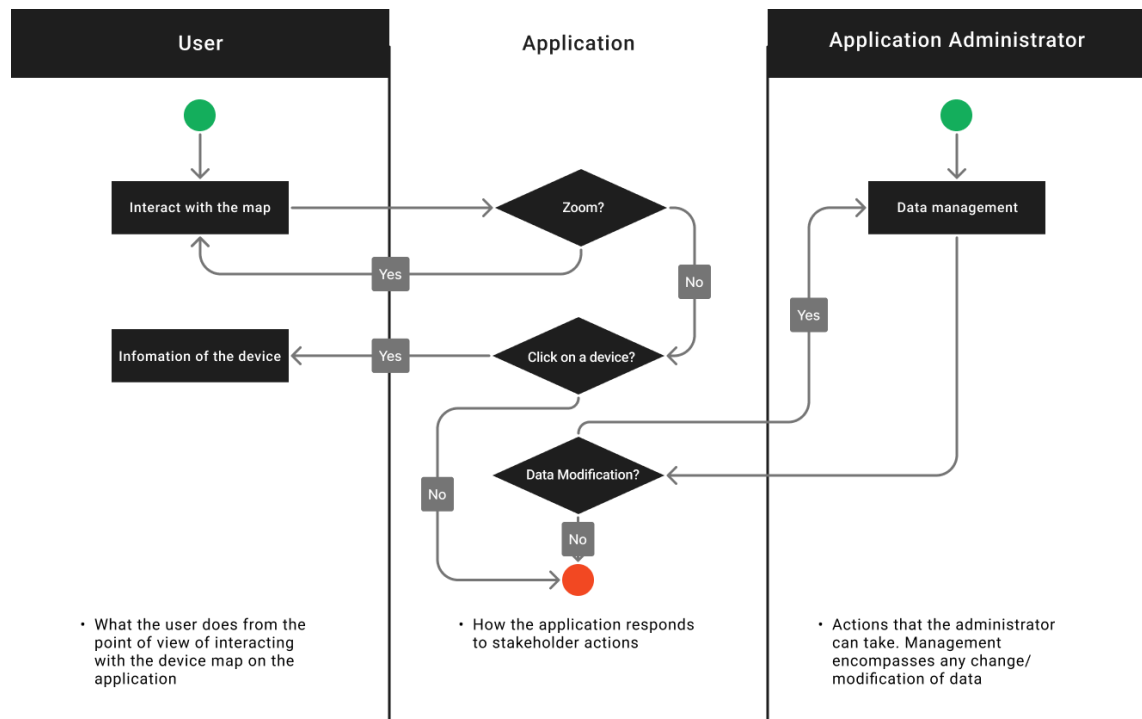 User
Application
Application Administrator
Interact with the map
Zoom?
Data management
Yes
No
Yes
Infomation of the device
Yes
Click on a device?
Data Modification?
No
No
• What the user does from the
point of view of interacting
with the device map on the
application
• How the application responds
to stakeholder actions
• Actions that the administrator
can take. Management
encompasses any change/
modification of data